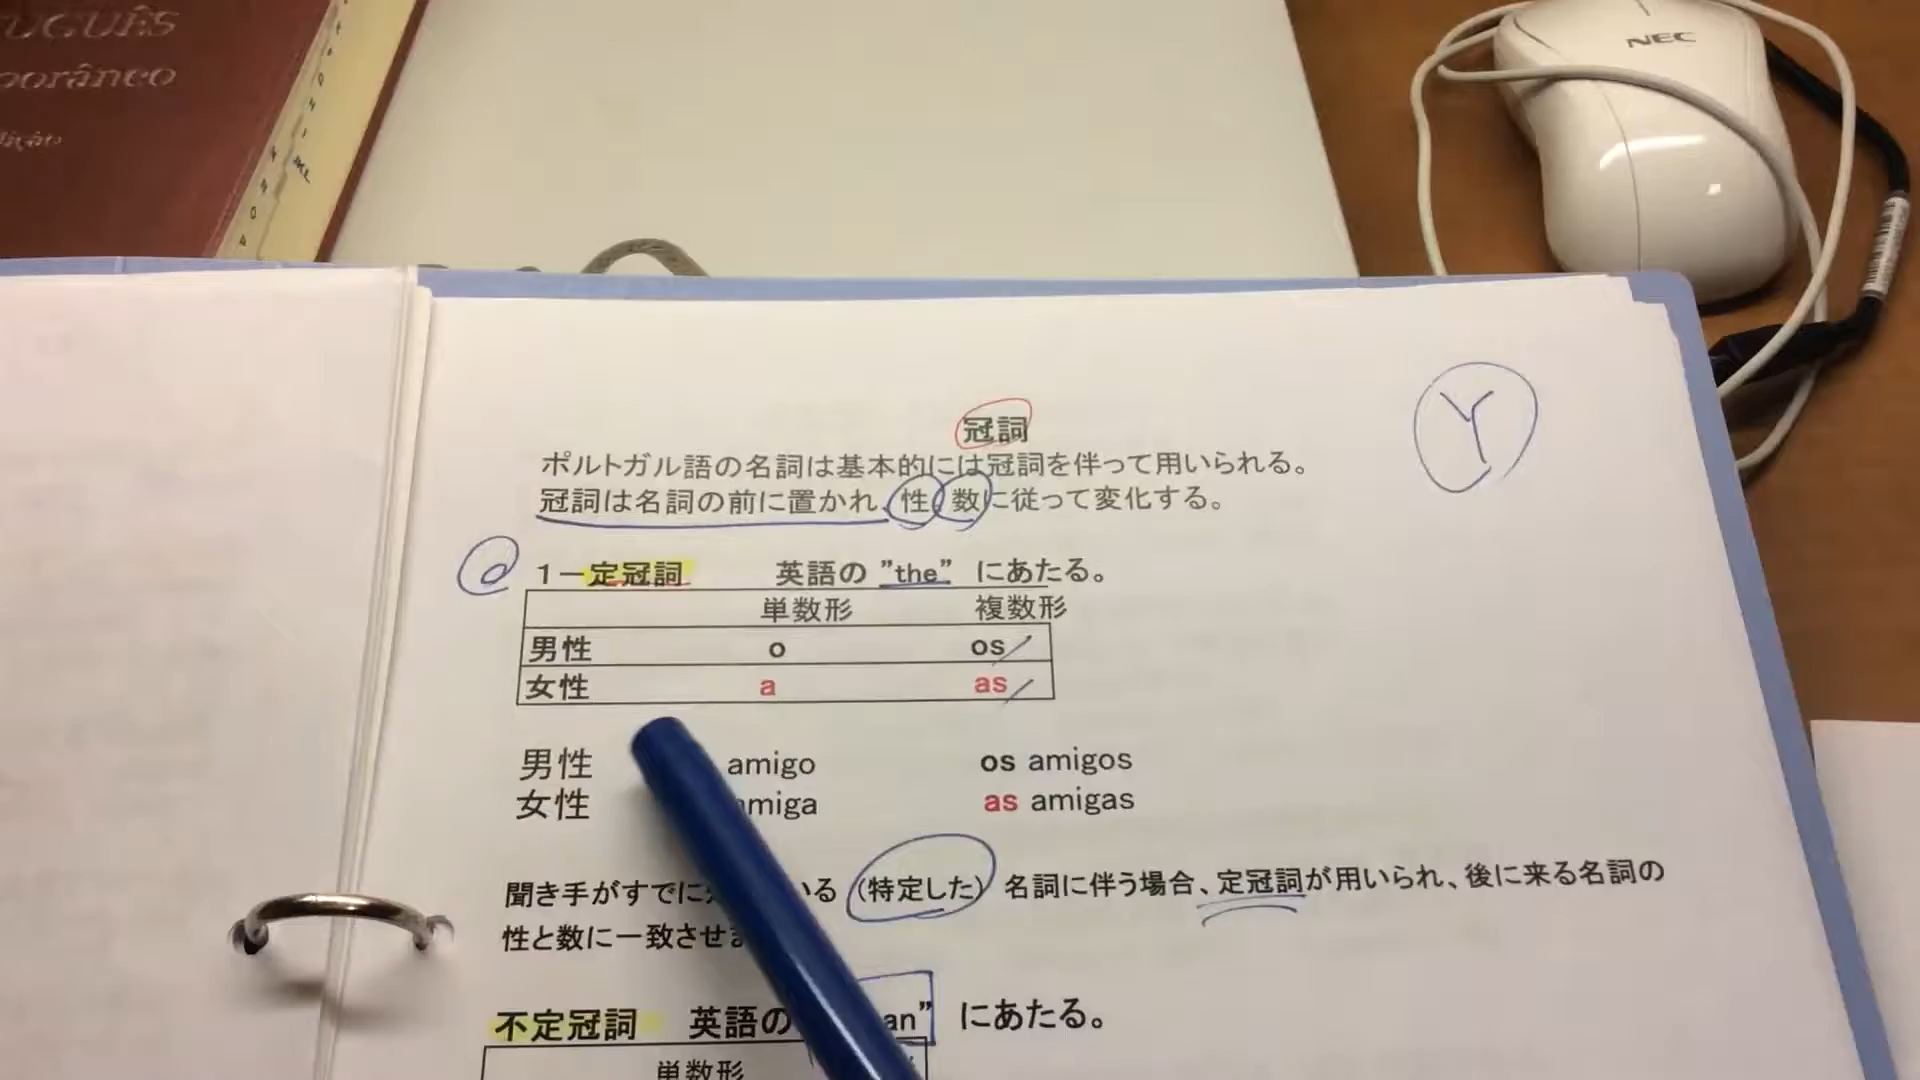 UGUÊS
porâneo
NEC
Y
冠詞
ポルトガル語の名詞は基本的には冠詞を伴って用いられる。
冠詞は名詞の前に置かれ、性、数に従って変化する。
1－定冠詞 英語の ”the” にあたる。
単数形 複数形
男性 o os
女性 a as
男性 amigo os amigos
女性 amiga as amigas
聞き手がすでに いる （特定した） 名詞に伴う場合、定冠詞が用いられ、後に来る名詞の
性と数に一致させま
不定冠詞 英語の an” にあたる。
単数形